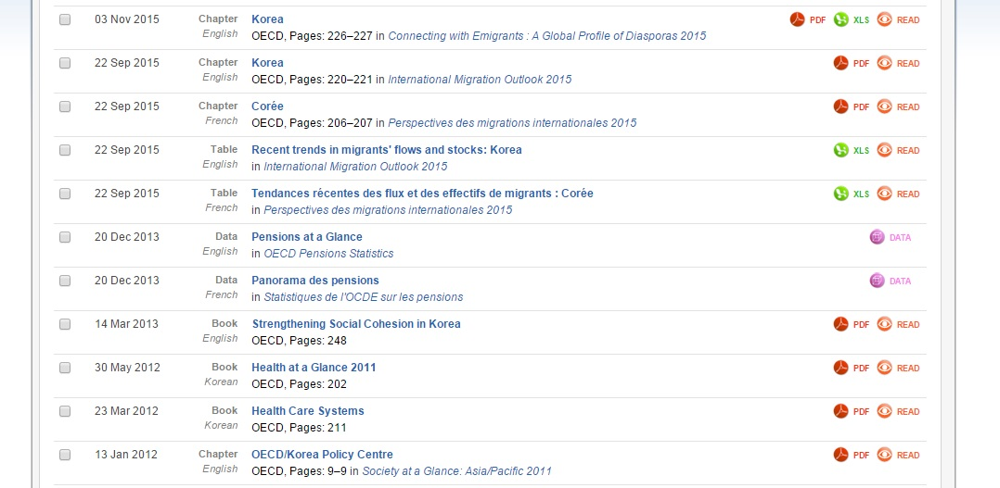 03 Nov 2015 Chapter Korea PDF XLS READ
English OECD, Pages: 226–227 in Connecting with Emigrants : A Global Profile of Diasporas 2015
22 Sep 2015 Chapter Korea PDF READ
English OECD, Pages: 220–221 in International Migration Outlook 2015
22 Sep 2015 Chapter Corée PDF READ
French OECD, Pages: 206–207 in Perspectives des migrations internationales 2015
22 Sep 2015 Table Recent trends in migrants' flows and stocks: Korea XLS READ
English in International Migration Outlook 2015
22 Sep 2015 Table Tendances récentes des flux et des effectifs de migrants : Corée XLS READ
French in Perspectives des migrations internationales 2015
20 Dec 2013 Data Pensions at a Glance DATA
English in OECD Pensions Statistics
20 Dec 2013 Data Panorama des pensions DATA
French in Statistiques de l'OCDE sur les pensions
14 Mar 2013 Book Strengthening Social Cohesion in Korea PDF READ
English OECD, Pages: 248
30 May 2012 Book Health at a Glance 2011 PDF READ
Korean OECD, Pages: 202
23 Mar 2012 Book Health Care Systems PDF READ
Korean OECD, Pages: 211
13 Jan 2012 Chapter OECD/Korea Policy Centre PDF READ
English OECD, Pages: 9–9 in Society at a Glance: Asia/Pacific 2011